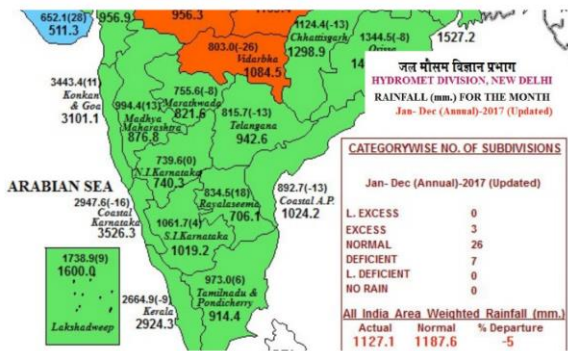 652.1(28)
511.3
956.9
956.3
1124.4(-13)
Chhattisgarh
1298.9
1344.5(-8)
1527.2
803.0(-26)
Vidarbha
1084.5
जल मौसम विज्ञान प्रभाग
HYDROMET DIVISION, NEW DELHI
RAINFALL (mm.) FOR THE MONTH
Jan- Dec (Annual)-2017 (Updated)
3443.4(11
Konkan
& Goa
3101.1
994.4(13)
Madhya
Maharashtra
876.8
755.6(-8)
Marathwada
821.6
815.7(-13)
Telangana
942.6
739.6(0)
N.I.Karnataka
740.3
ARABIAN SEA
2947.6(-16)
Coastal
Karnataka
3526.3
834.5(18)
Rayalaseema
706.1
892.7(-13)
Coastal A.P.
1024.2
1061.7(4)
S.I.Karnataka
1019.2
1738.9(9)
1600.0
Lakshadweep
2664.9(-9)
Kerala
2924.3
973.0(6)
Tamilnadu &
Pondicherry
914.4
CATEGORYWISE NO. OF SUBDIVISIONS
Jan- Dec (Annual)-2017 (Updated)
L. EXCESS 0
EXCESS 3
NORMAL 26
DEFICIENT 7
L. DEFICIENT 0
NO RAIN 0
All India Area Weighted Rainfall (mm.)
Actual Normal % Departure
1127.1 1187.6 -5